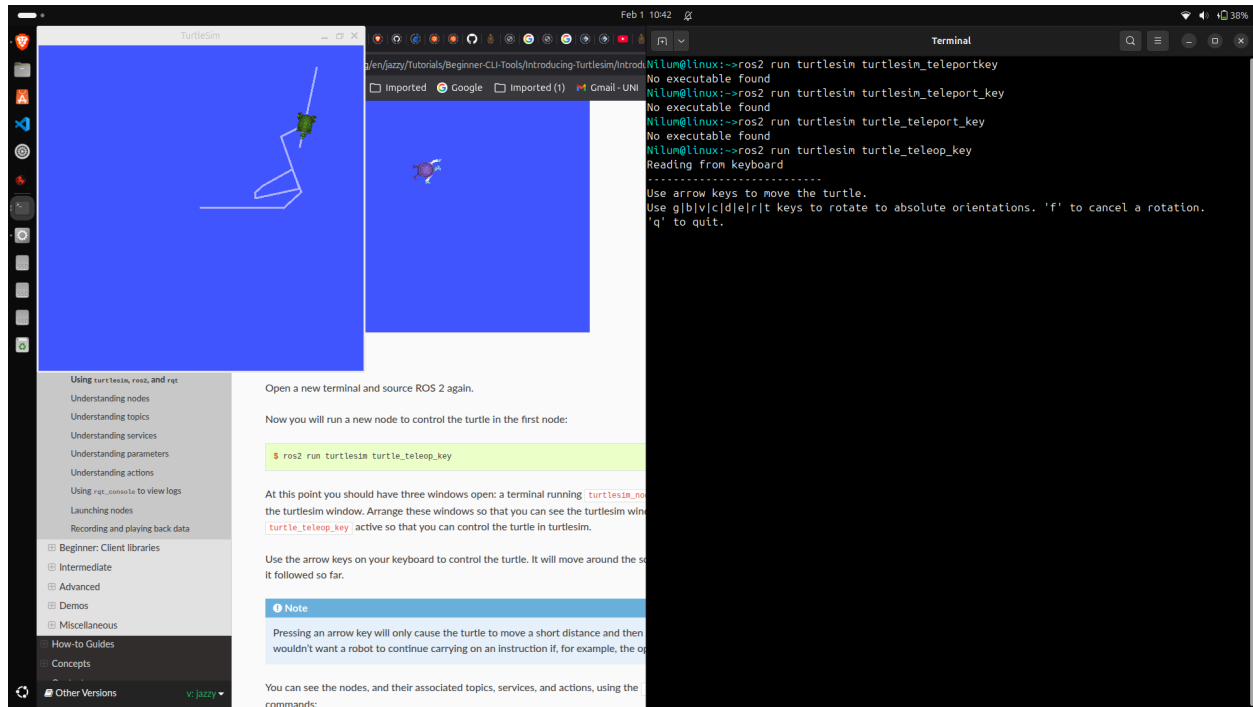 Feb 1 10:42
38%
TurtleSim
g/en/jazzy/Tutorials/Beginner-CLI-Tools/Introducing-Turtlesim/Introdu
Imported
Google
Imported (1)
Gmail - UNI
Using turtlesim, ros2, and rqt
Understanding nodes
Understanding topics
Understanding services
Understanding parameters
Understanding actions
Using rqt_console to view logs
Launching nodes
Recording and playing back data
Beginner: Client libraries
Intermediate
Advanced
Demos
Miscellaneous
How-to Guides
Concepts
Other Versions
v: jazzy
Open a new terminal and source ROS 2 again.
Now you will run a new node to control the turtle in the first node:
$ ros2 run turtlesim turtle_teleop_key
At this point you should have three windows open: a terminal running turtlesim_no
the turtlesim window. Arrange these windows so that you can see the turtlesim win
turtle_teleop_key active so that you can control the turtle in turtlesim.
Use the arrow keys on your keyboard to control the turtle. It will move around the sc
it followed so far.
Note
Pressing an arrow key will only cause the turtle to move a short distance and then
wouldn't want a robot to continue carrying on an instruction if, for example, the op
You can see the nodes, and their associated topics, services, and actions, using the
commands:
Terminal
Nilum@linux:~>ros2 run turtlesim turtlesim_teleportkey
No executable found
Nilum@linux:~>ros2 run turtlesim turtlesim_teleport_key
No executable found
Nilum@linux:~>ros2 run turtlesim turtle_teleport_key
No executable found
Nilum@linux:~>ros2 run turtlesim turtle_teleop_key
Reading from keyboard
---------------------------
Use arrow keys to move the turtle.
Use g|b|v|c|d|e|r|t keys to rotate to absolute orientations. 'f' to cancel a rotation.
'q' to quit.